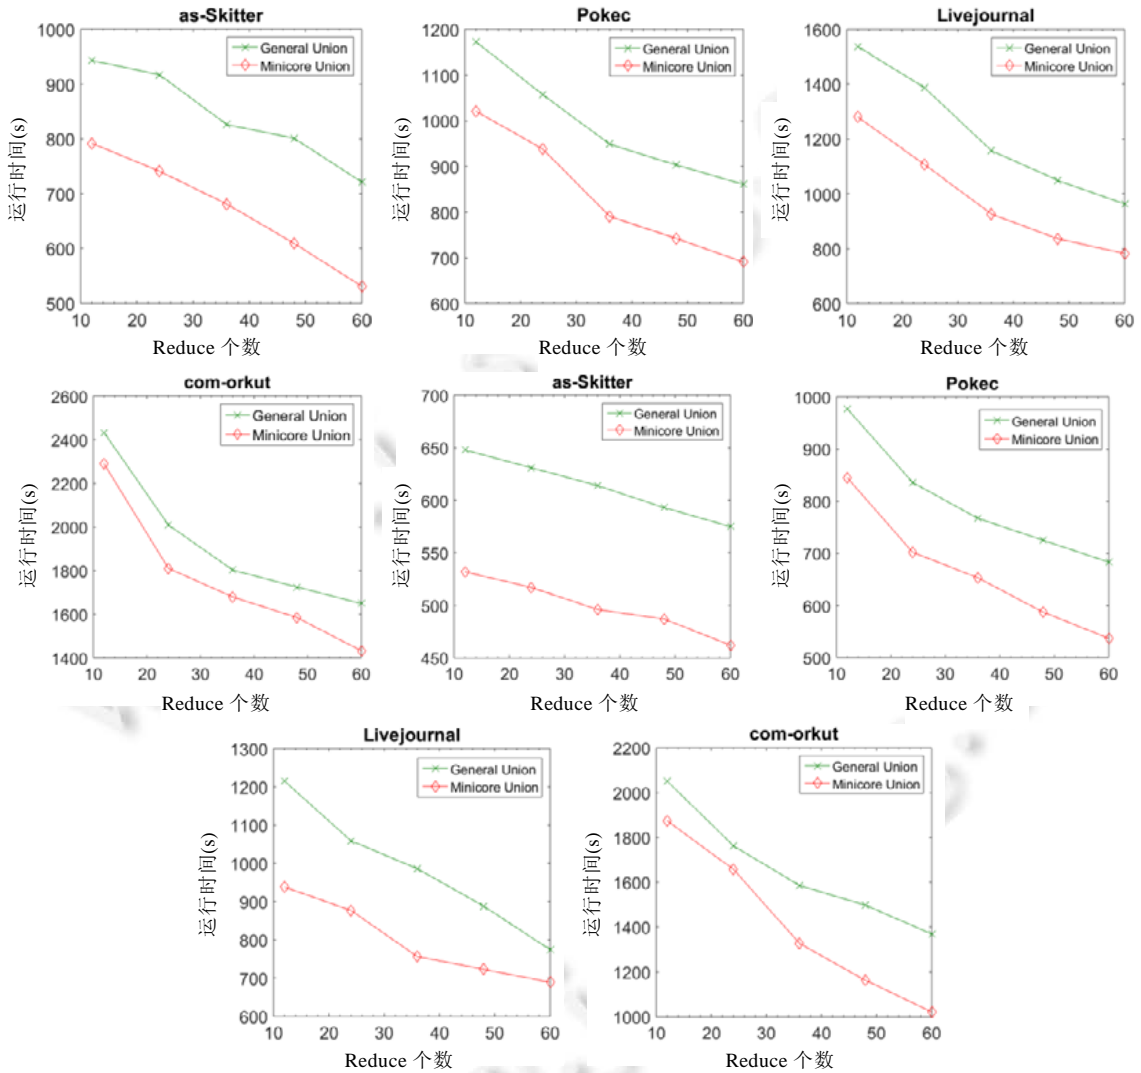 as-Skitter
1000
900
800
700
600
500
General Union
Minicore Union
10 20 30 40 50 60
运行时间(s)
Reduce 个数
Pokec
1200
1100
1000
900
800
700
600
General Union
Minicore Union
10 20 30 40 50 60
运行时间(s)
Reduce 个数
Livejournal
1600
1400
1200
1000
800
600
General Union
Minicore Union
10 20 30 40 50 60
运行时间(s)
Reduce 个数
com-orkut
2600
2400
2200
2000
1800
1600
1400
General Union
Minicore Union
10 20 30 40 50 60
运行时间(s)
Reduce 个数
as-Skitter
700
650
600
550
500
450
General Union
Minicore Union
10 20 30 40 50 60
运行时间(s)
Reduce 个数
Pokec
1000
900
800
700
600
500
General Union
Minicore Union
10 20 30 40 50 60
运行时间(s)
Reduce 个数
Livejournal
1300
1200
1100
1000
900
800
700
600
General Union
Minicore Union
10 20 30 40 50 60
运行时间(s)
Reduce 个数
com-orkut
2200
2000
1800
1600
1400
1200
1000
General Union
Minicore Union
10 20 30 40 50 60
运行时间(s)
Reduce 个数